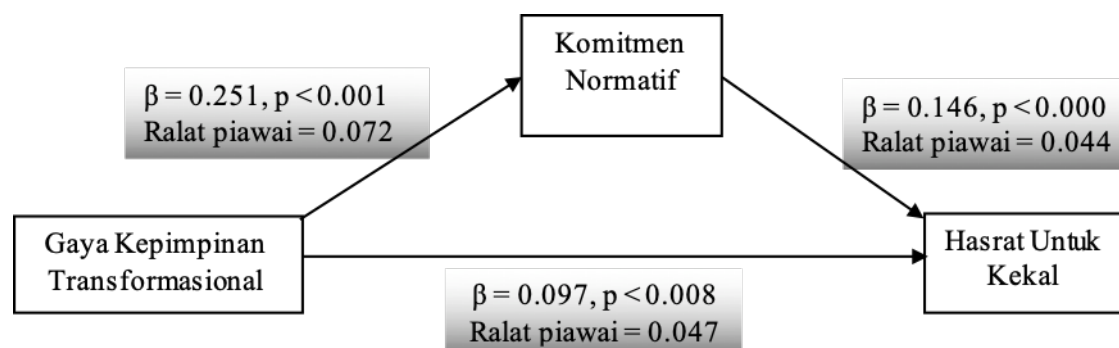 Komitmen
Normatif
β = 0.251, p < 0.001
Ralat piawai = 0.072
β = 0.146, p < 0.000
Ralat piawai = 0.044
Gaya Kepimpinan
Transformasional
Hasrat Untuk
Kekal
β = 0.097, p < 0.008
Ralat piawai = 0.047